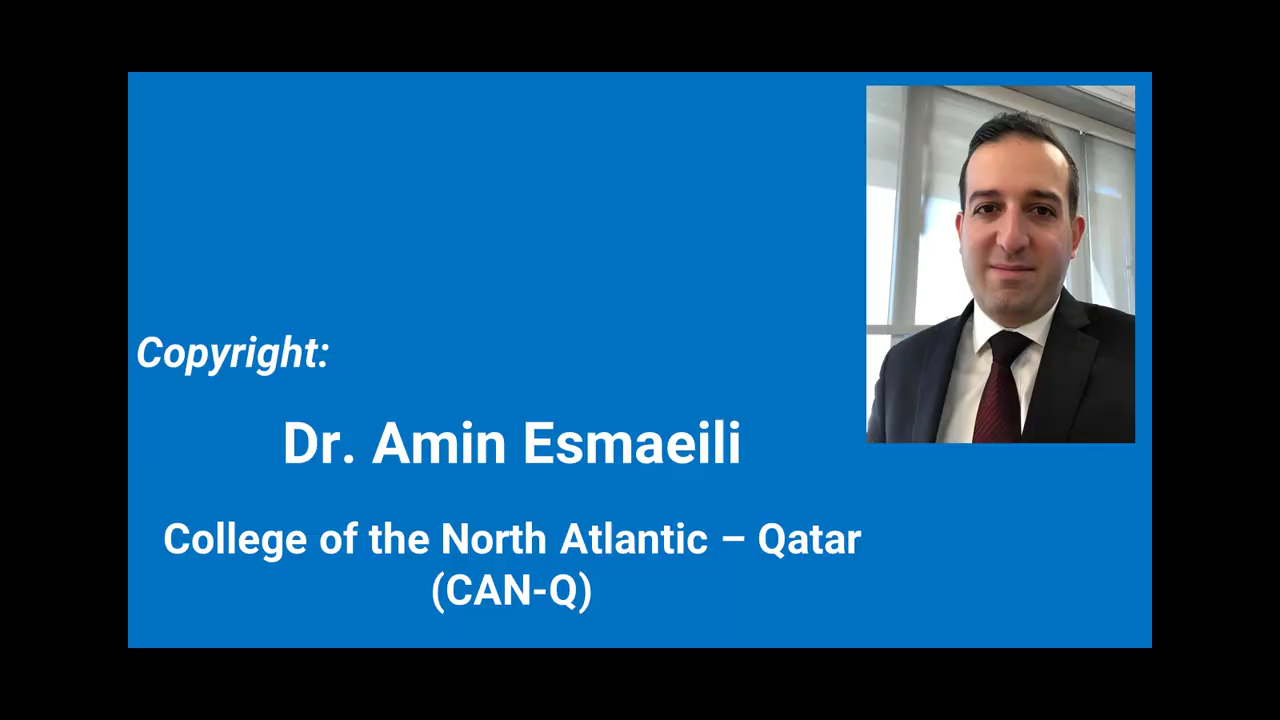 Copyright:
Dr. Amin Esmaeili
College of the North Atlantic – Qatar
(CAN-Q)